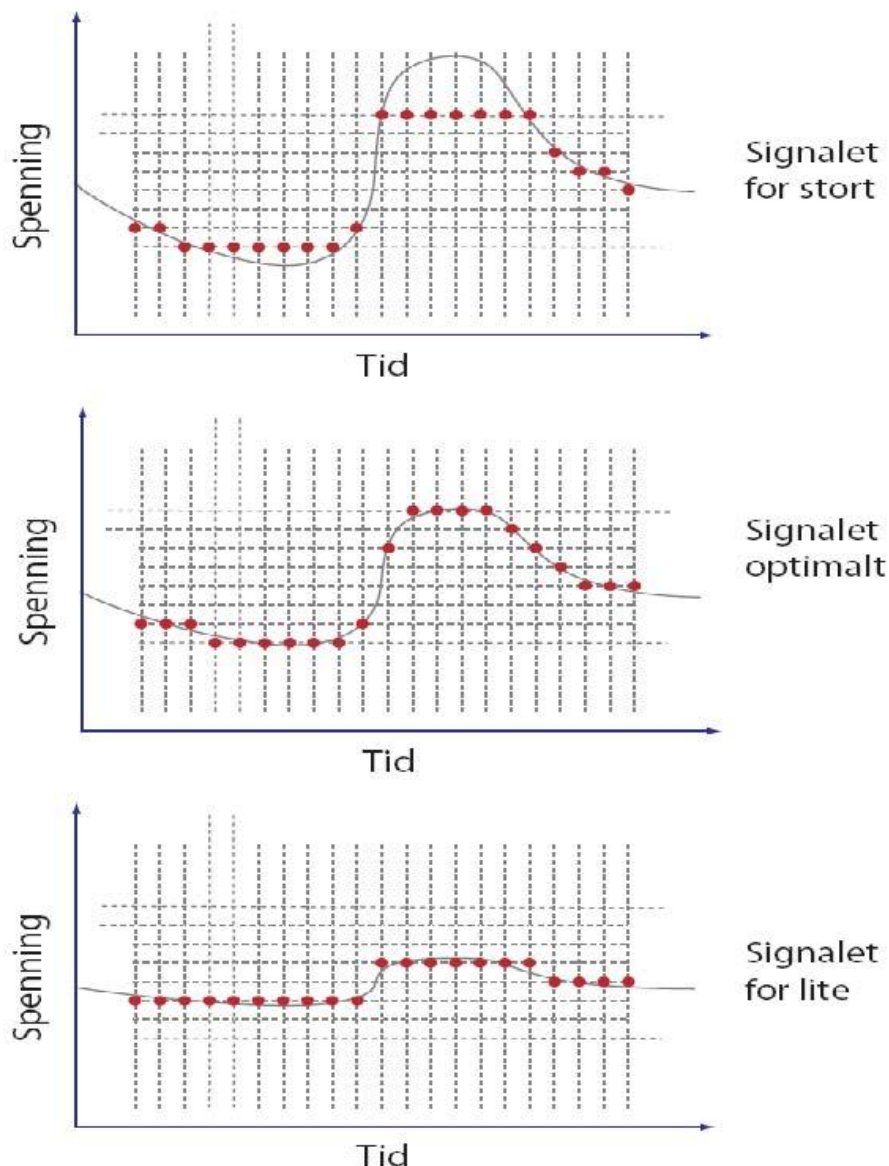 Spenning
Signalet
for stort
Tid
Spenning
Signalet
optimalt
Tid
Spenning
Signalet
for lite
Tid